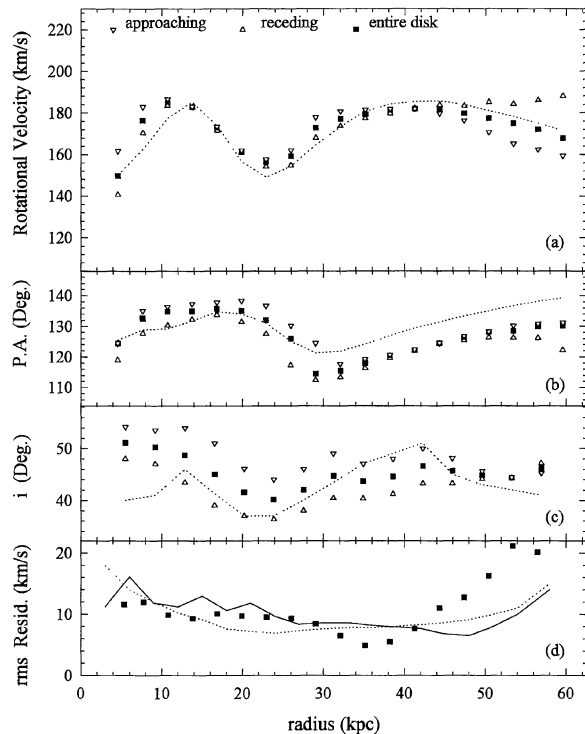 ▿ approaching ▵ receding ■ entire disk
Rotational Velocity (km/s)
220
200
180
160
140
120
(a)
P.A. (Deg.)
140
130
120
110
(b)
i (Deg.)
50
40
(c)
rms Resid. (km/s)
20
10
0
(d)
0 10 20 30 40 50 60
radius (kpc)